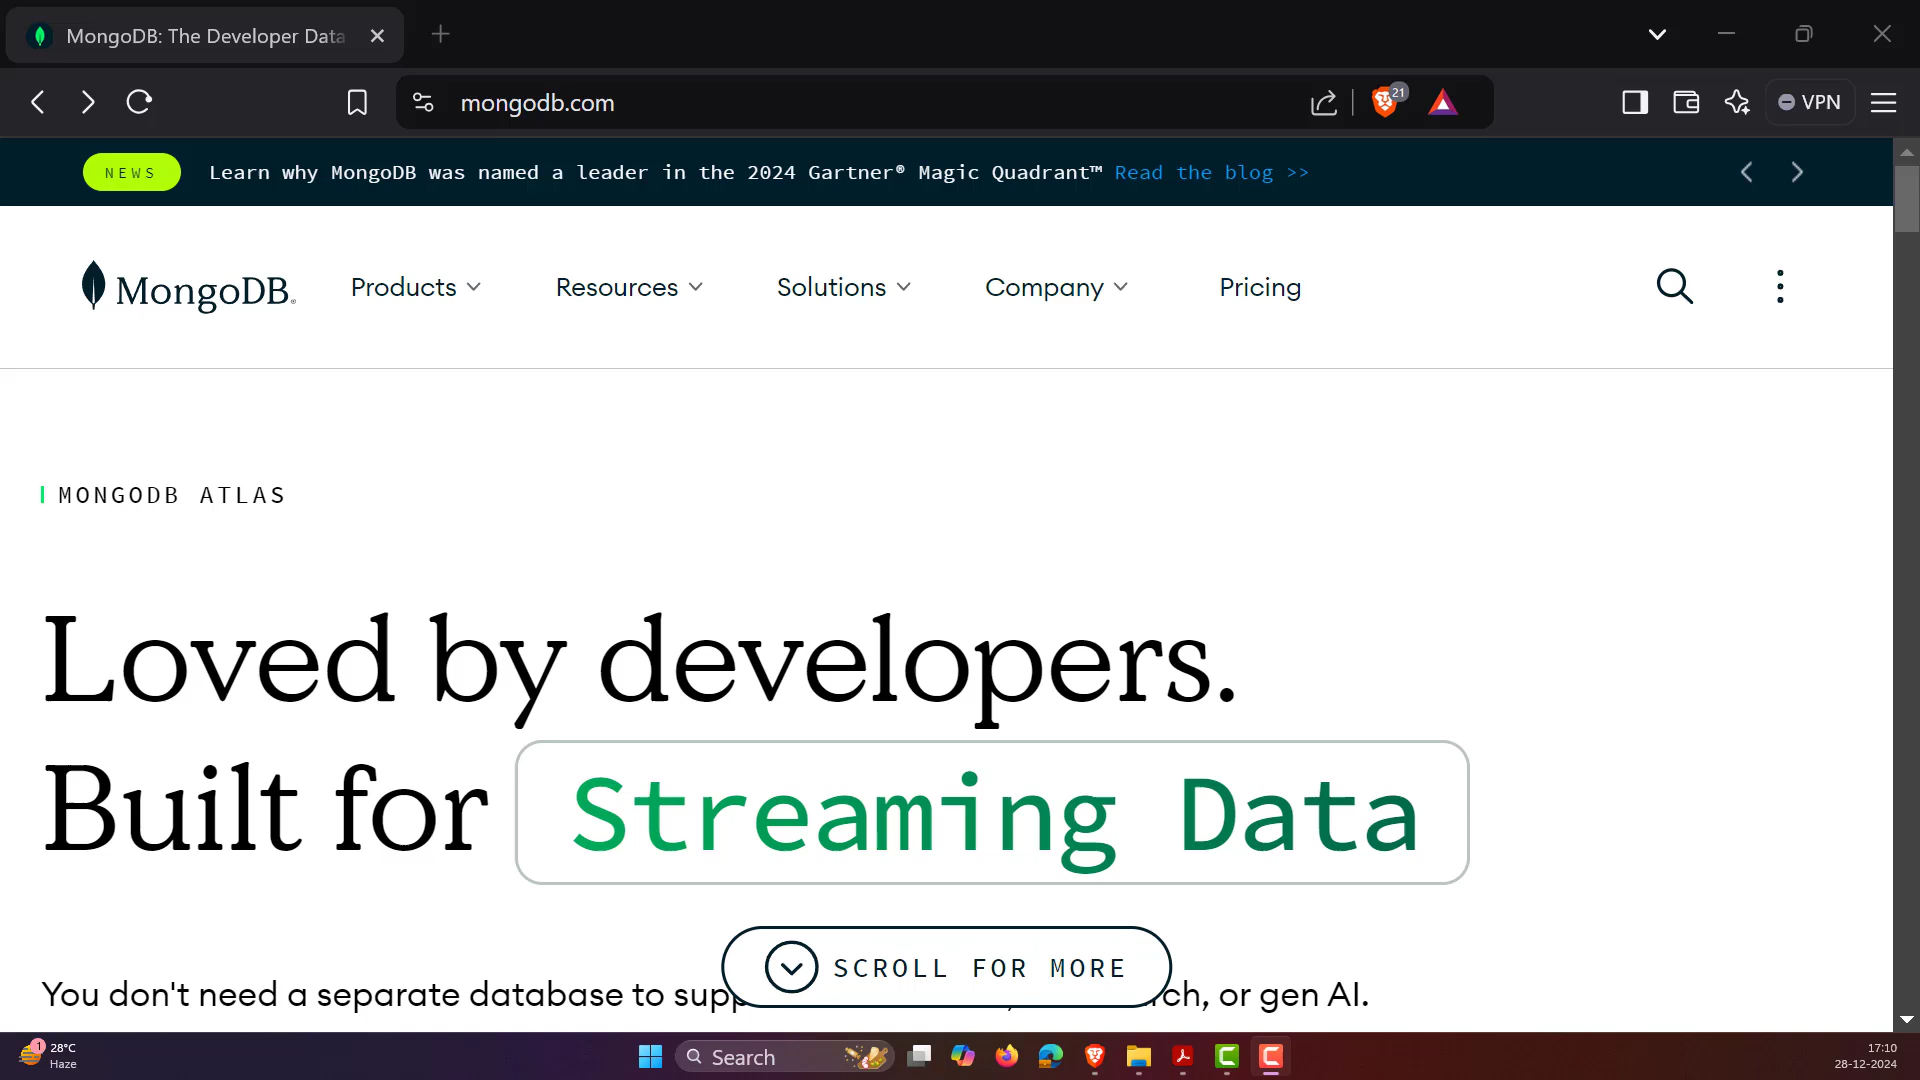 MongoDB: The Developer Data
mongodb.com
21
VPN
NEWS
Learn why MongoDB was named a leader in the 2024 Gartner® Magic Quadrant™ Read the blog >>
MongoDB®
Products
Resources
Solutions
Company
Pricing
MONGODB ATLAS
Loved by developers.
Built for Streaming Data
SCROLL FOR MORE
You don't need a separate database to supp
rch, or gen AI.
1
28°C
Haze
Search
17:10
28-12-2024